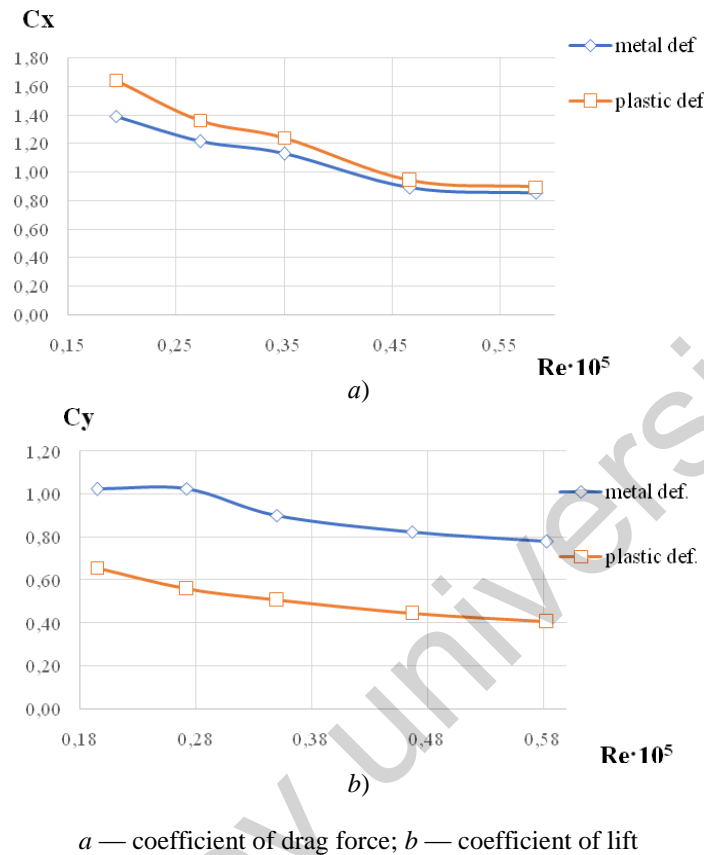 Cx
1,80
metal def
1,60
plastic def
1,40
1,20
1,00
0,80
0,60
0,40
0,20
0,00
0,15 0,25 0,35 0,45 0,55
Re·10⁵
a)
Cy
1,20
1,00
metal def.
0,80
plastic def.
0,60
0,40
0,20
0,00
0,18 0,28 0,38 0,48 0,58
Re·10⁵
b)
a — coefficient of drag force; b — coefficient of lift